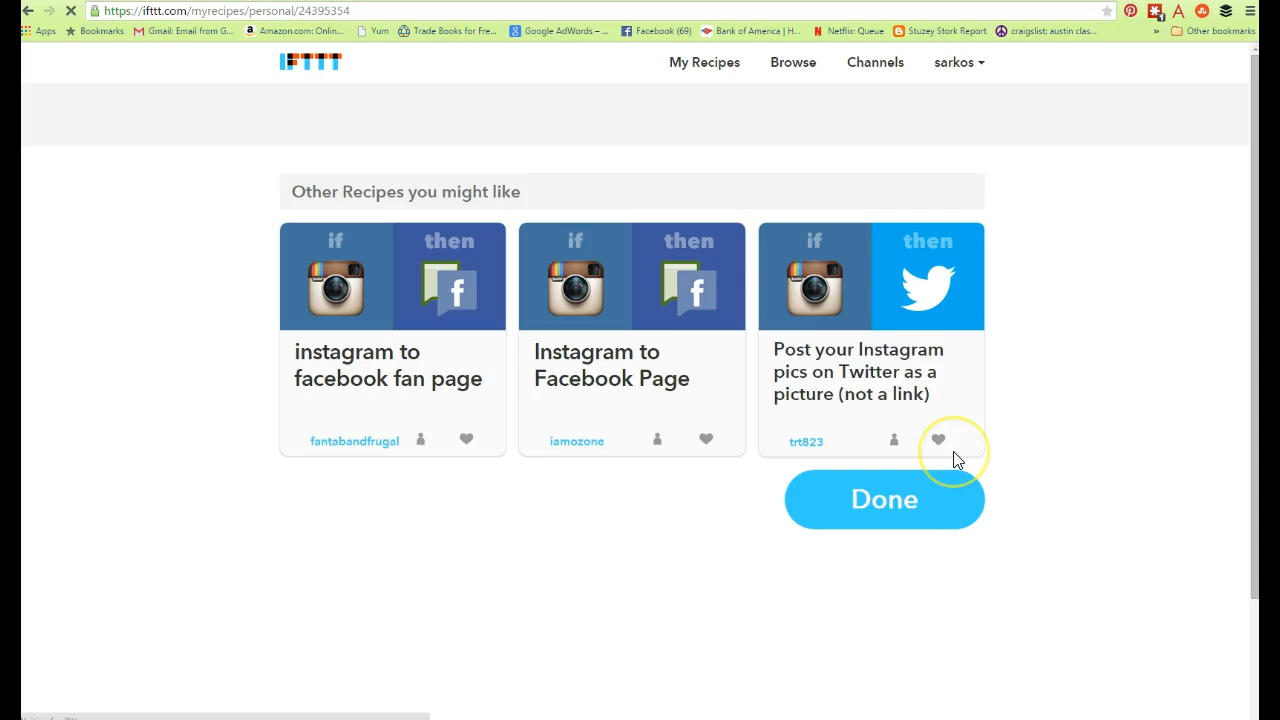 https://ifttt.com/myrecipes/personal/24395354
Apps Bookmarks Gmail: Email from G... Amazon.com: Onlin... Yum Trade Books for Fre... Google AdWords – ... Facebook (69) Bank of America | H... Netflix: Queue Stuzey Stork Report craigslist: austin clas... » Other bookmarks
IFTTT My Recipes Browse Channels sarkos
Other Recipes you might like
if then if then if then
instagram to
facebook fan page
fantabandfrugal
Instagram to
Facebook Page
iamozone
Post your Instagram
pics on Twitter as a
picture (not a link)
trt823
Done